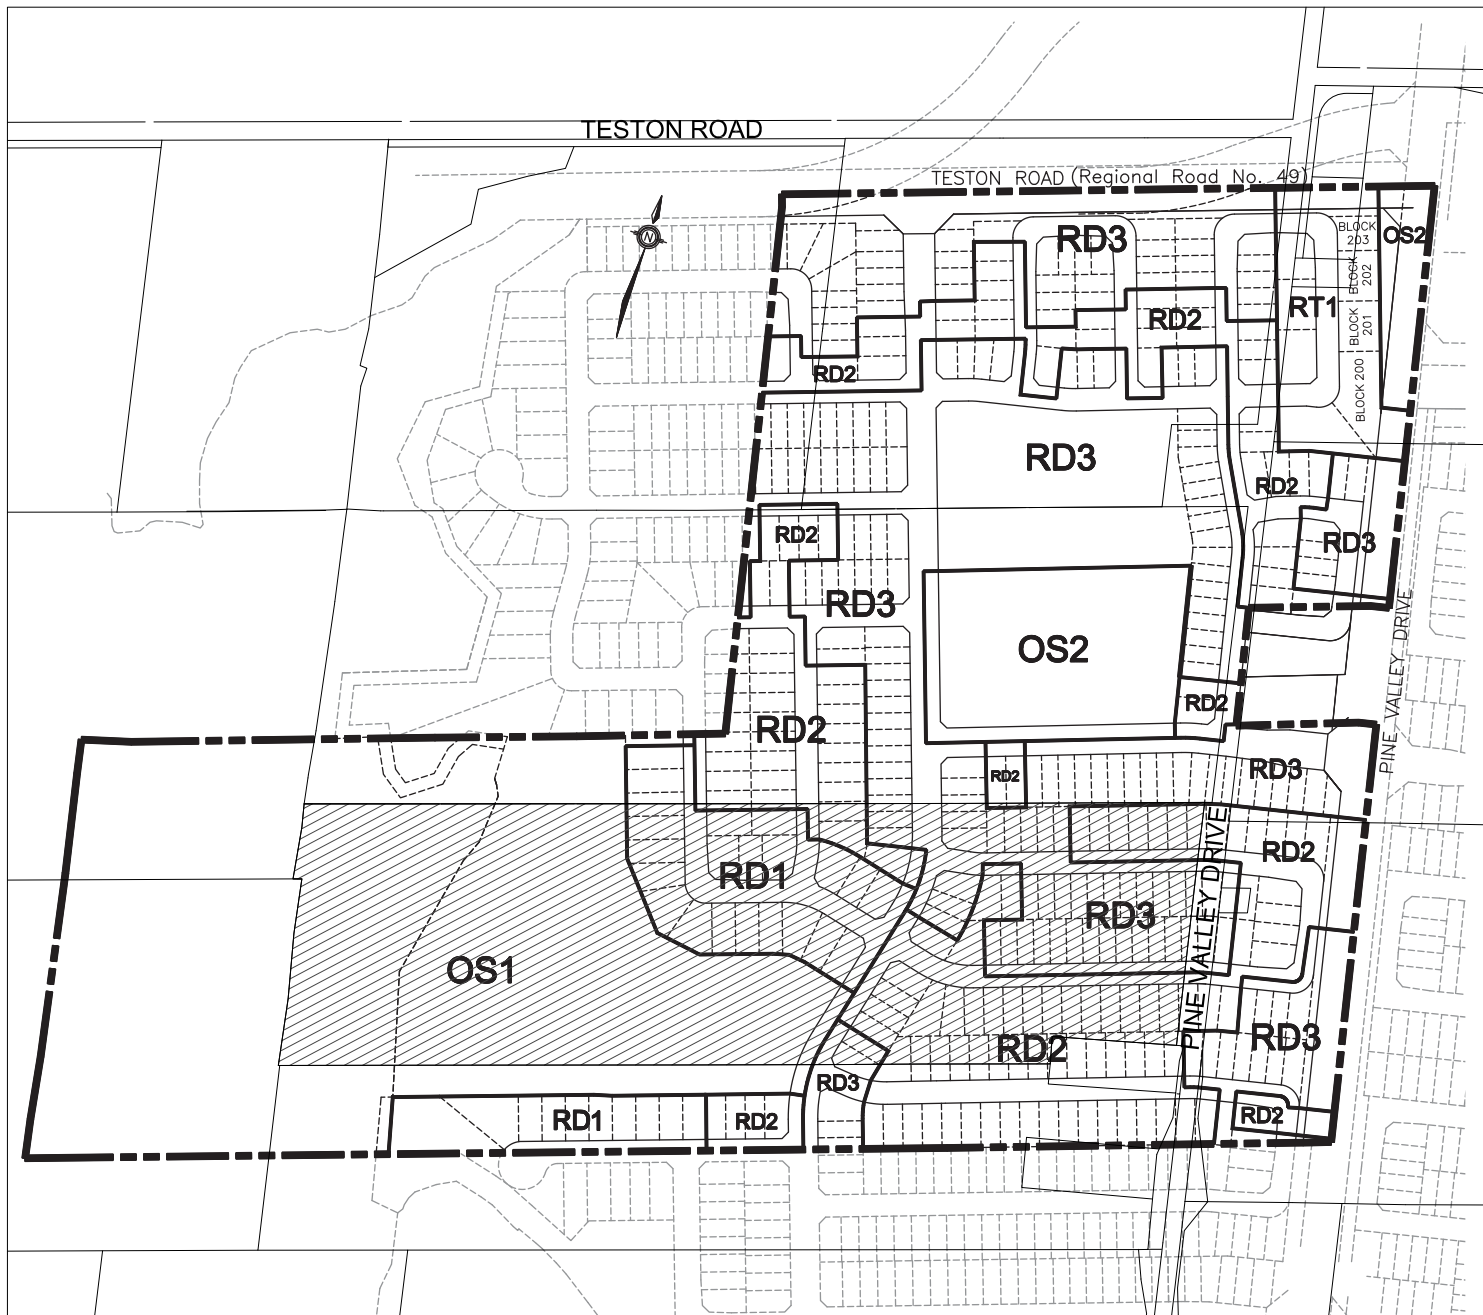 TESTON ROAD
TESTON ROAD (Regional Road No. 49)
N
RD3
BLOCK 203
OS2
BLOCK 202
RT1
RD2
BLOCK 201
RD2
BLOCK 200
RD3
RD2
RD2
RD3
RD3
OS2
PINE VALLEY DRIVE
RD2
RD2
RD3
RD2
PINE VALLEY DRIVE
RD2
RD1
RD3
OS1
RD3
RD2
RD3
RD1
RD2
RD2